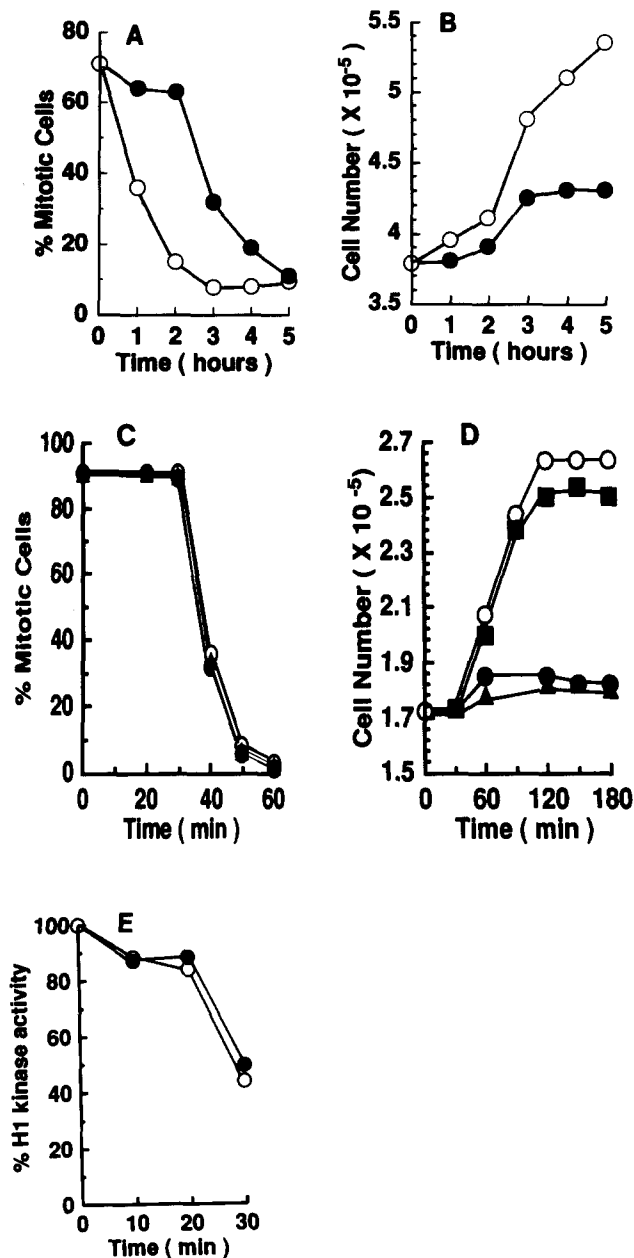 A
80
60
40
20
0
% Mitotic Cells
0 1 2 3 4 5
Time ( hours )
B
5.5
5
4.5
4
3.5
Cell Number ( X 10⁻⁵ )
0 1 2 3 4 5
Time ( hours )
C
100
80
60
40
20
0
% Mitotic Cells
0 20 40 60
Time ( min )
D
2.7
2.5
2.3
2.1
1.9
1.7
1.5
Cell Number ( X 10⁻⁵ )
0 60 120 180
Time ( min )
E
100
80
60
40
20
0
% H1 kinase activity
0 10 20 30
Time ( min )